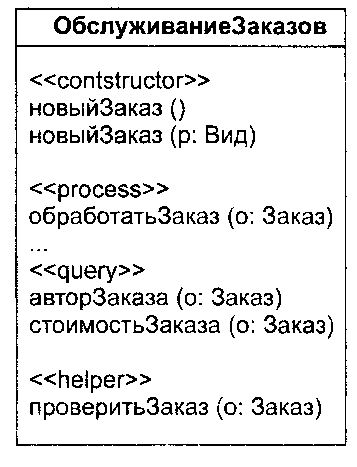 ОбслуживаниеЗаказов
<<contstructor>>
новыйЗаказ ()
новыйЗаказ (р: Вид)
<<process>>
обработатьЗаказ (о: Заказ)
...
<<query>>
авторЗаказа (о: Заказ)
стоимостьЗаказа (о: Заказ)
<<helper>>
проверитьЗаказ (о: Заказ)